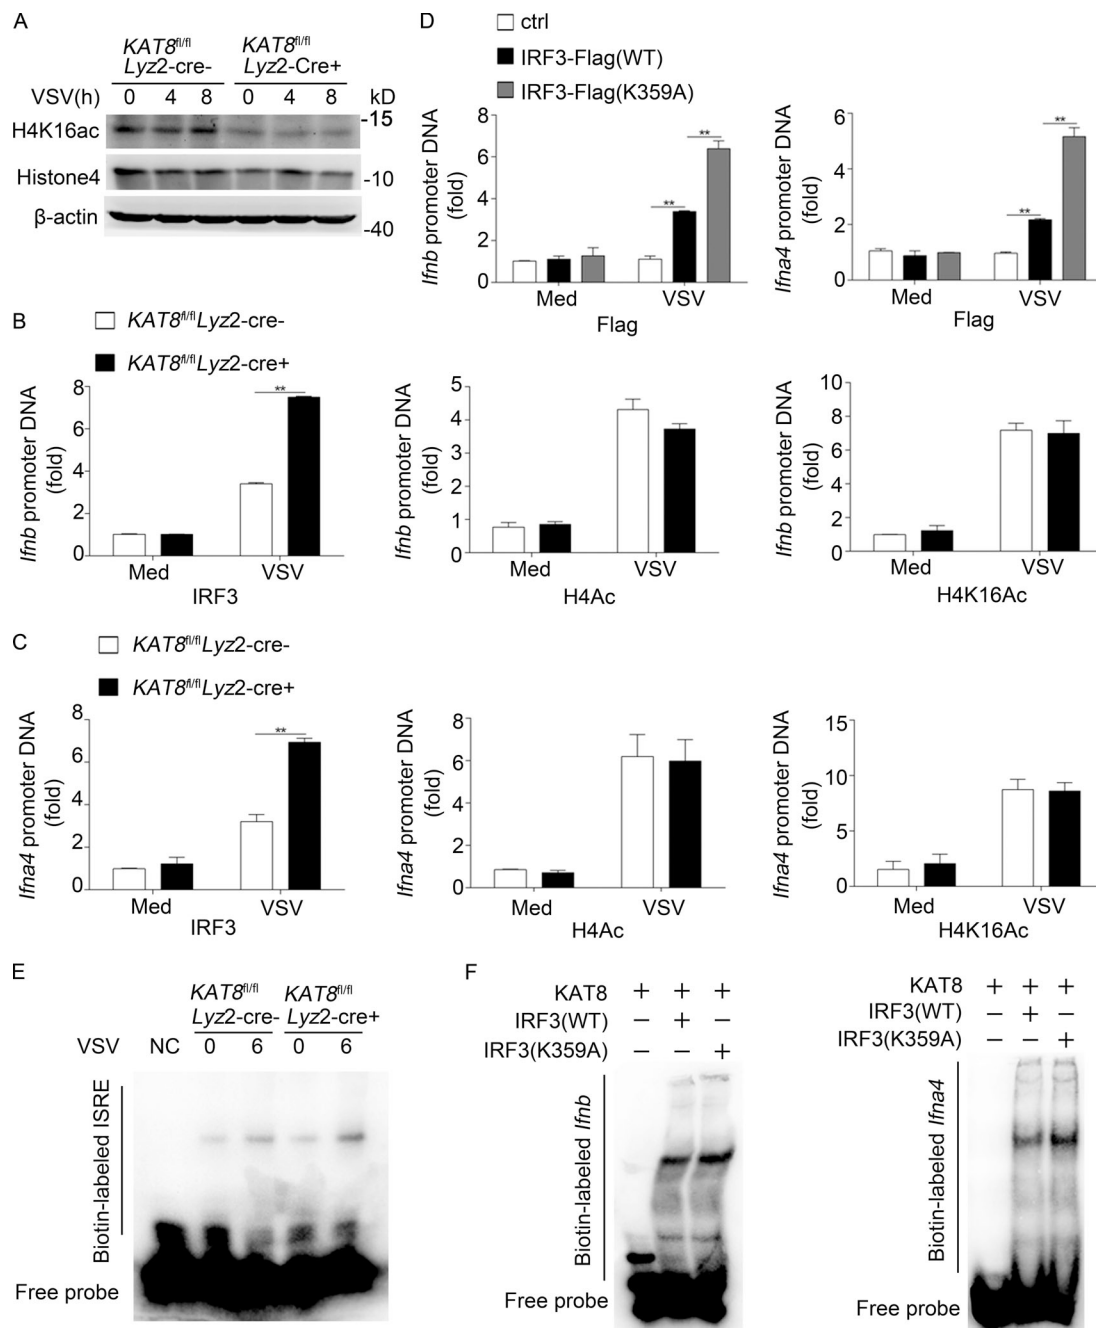 A
KAT8fl/fl KAT8fl/fl
Lyz2-cre- Lyz2-Cre+
VSV(h) 0 4 8 0 4 8 kD
H4K16ac -15
Histone4 -10
β-actin -40
D
ctrl
IRF3-Flag(WT)
IRF3-Flag(K359A)
Ifnb promoter DNA
(fold)
8
6
4
2
0
**
**
Med VSV
Flag
Ifna4 promoter DNA
(fold)
6
4
2
0
**
**
Med VSV
Flag
B
KAT8fl/flLyz2-cre-
KAT8fl/flLyz2-cre+
Ifnb promoter DNA
(fold)
8
6
4
2
0
**
Med VSV
IRF3
Ifnb promoter DNA
(fold)
5
4
3
2
1
0
Med VSV
H4Ac
Ifnb promoter DNA
(fold)
10
8
6
4
2
0
Med VSV
H4K16Ac
C
KAT8fl/flLyz2-cre-
KAT8fl/flLyz2-cre+
Ifna4 promoter DNA
(fold)
8
6
4
2
0
**
Med VSV
IRF3
Ifna4 promoter DNA
(fold)
8
6
4
2
0
Med VSV
H4Ac
Ifna4 promoter DNA
(fold)
15
10
5
0
Med VSV
H4K16Ac
E
KAT8fl/fl KAT8fl/fl
Lyz2-cre- Lyz2-cre+
VSV NC 0 6 0 6
Biotin-labeled ISRE
Free probe
F
KAT8 + + +
IRF3(WT) − + −
IRF3(K359A) − − +
Biotin-labeled Ifnb
Free probe
KAT8 + + +
IRF3(WT) − + −
IRF3(K359A) − − +
Biotin-labeled Ifna4
Free probe